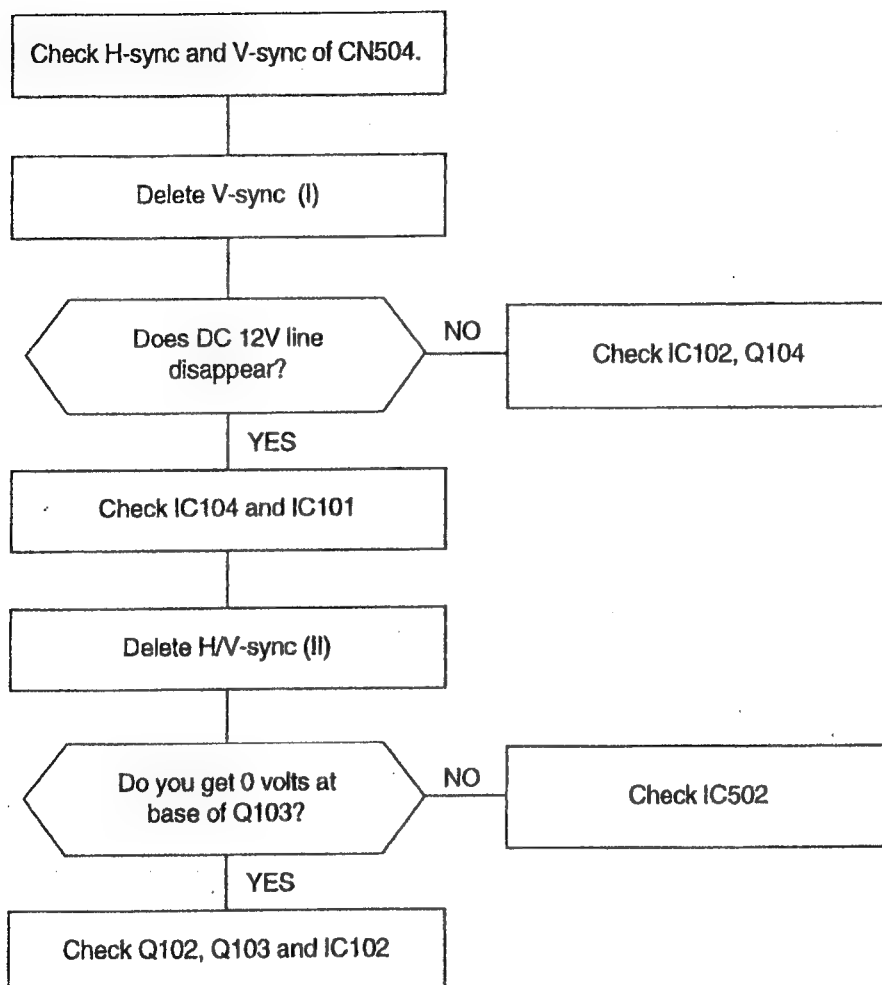 Check H-sync and V-sync of CN504.
Delete V-sync (I)
Does DC 12V line
disappear?
NO
Check IC102, Q104
YES
Check IC104 and IC101
Delete H/V-sync (II)
Do you get 0 volts at
base of Q103?
NO
Check IC502
YES
Check Q102, Q103 and IC102